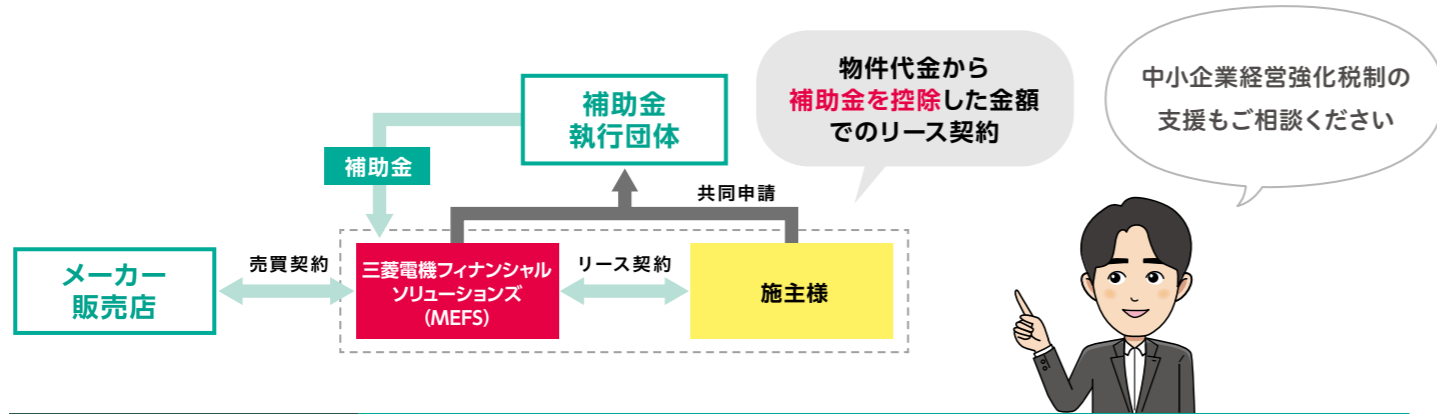 物件代金から
補助金を控除した金額
でのリース契約
中小企業経営強化税制の
支援もご相談ください
補助金
執行団体
補助金
共同申請
メーカー
販売店
売買契約
三菱電機フィナンシャル
ソリューションズ
（MEFS）
リース契約
施主様